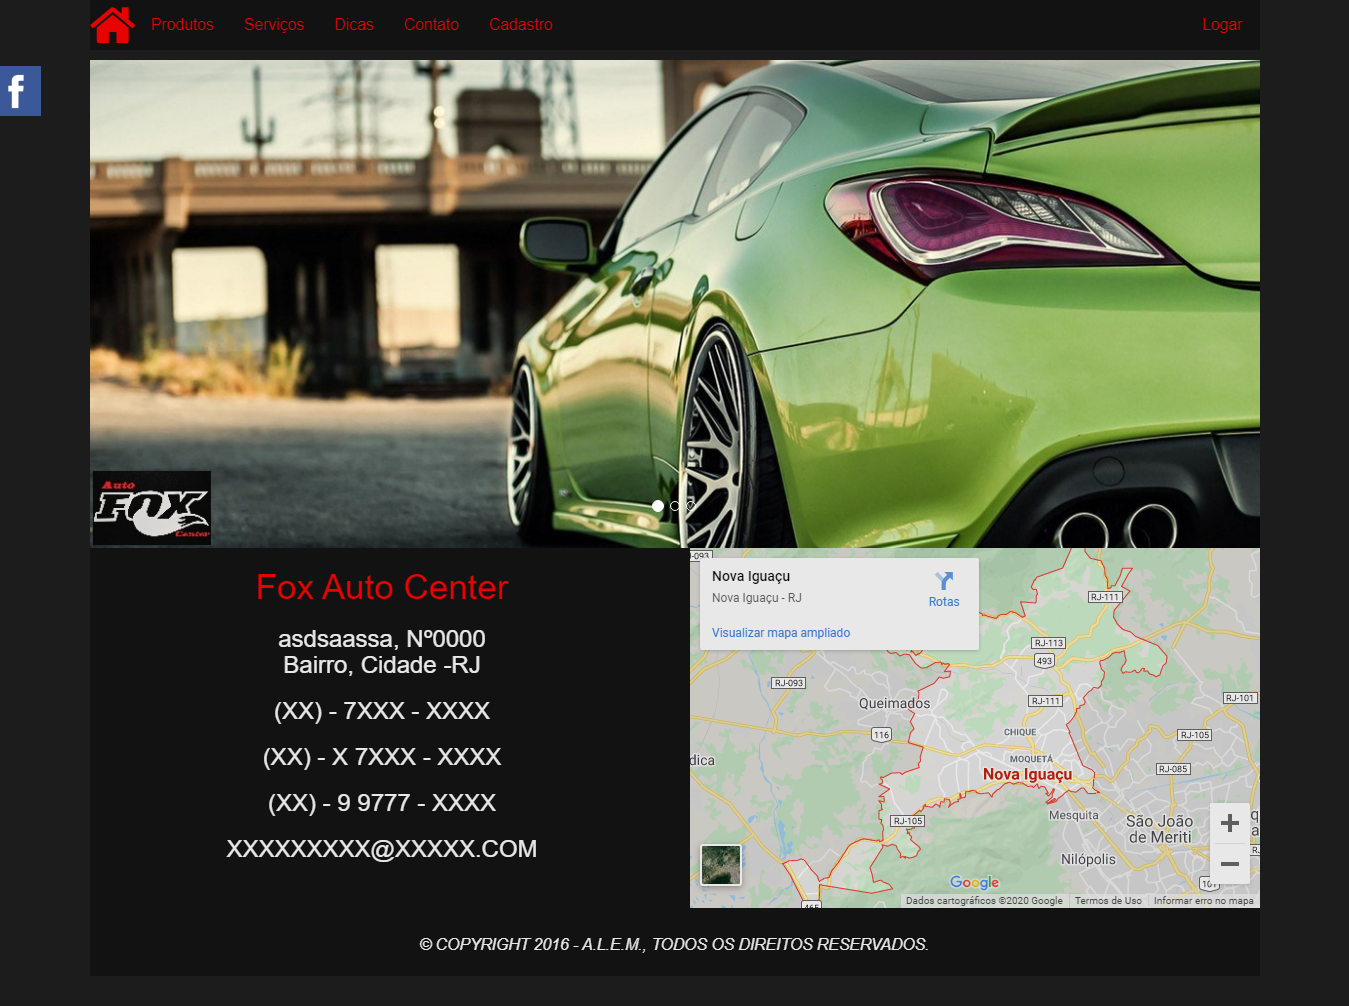 Produtos Serviços Dicas Contato Cadastro Logar
f
Auto
FOX
Center
Fox Auto Center
asdsaassa, Nº0000
Bairro, Cidade -RJ
(XX) - 7XXX - XXXX
(XX) - X 7XXX - XXXX
(XX) - 9 9777 - XXXX
XXXXXXXXX@XXXXX.COM
RJ-093
Nova Iguaçu
Nova Iguaçu - RJ
Rotas
Visualizar mapa ampliado
RJ-111
RJ-113
493
RJ-093
RJ-111
RJ-101
Queimados
116
CHIQUE
RJ-105
dica
MOQUETÁ
RJ-085
Nova Iguaçu
Mesquita
São João
de Meriti
RJ-105
Nilópolis
465
Google
Dados cartográficos ©2020 Google Termos de Uso Informar erro no mapa
© COPYRIGHT 2016 - A.L.E.M., TODOS OS DIREITOS RESERVADOS.